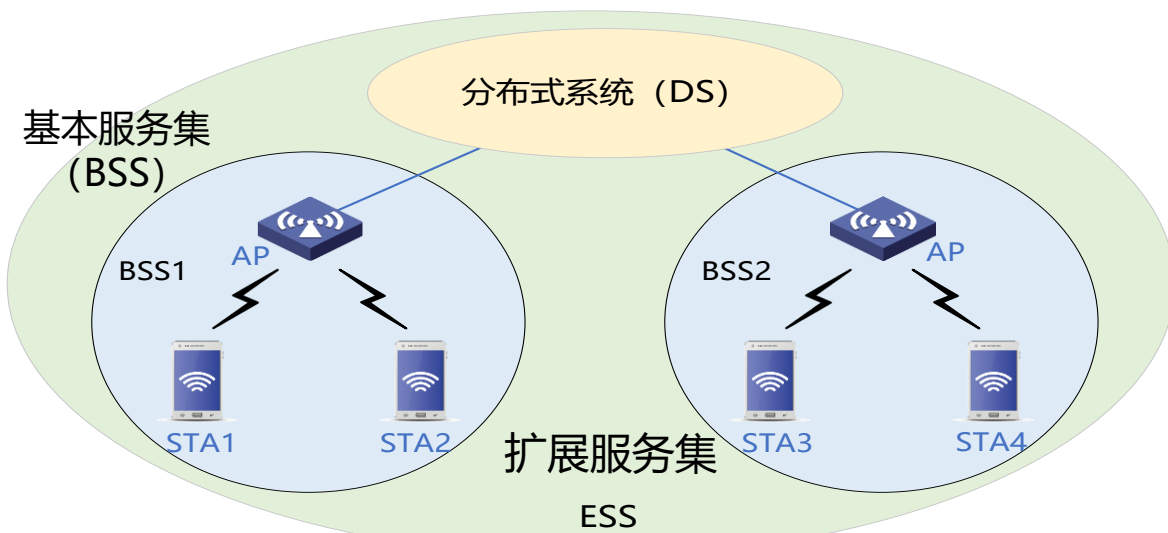 分布式系统（DS）
基本服务集
（BSS）
AP
AP
BSS1
BSS2
STA1
STA2
STA3
STA4
扩展服务集
ESS